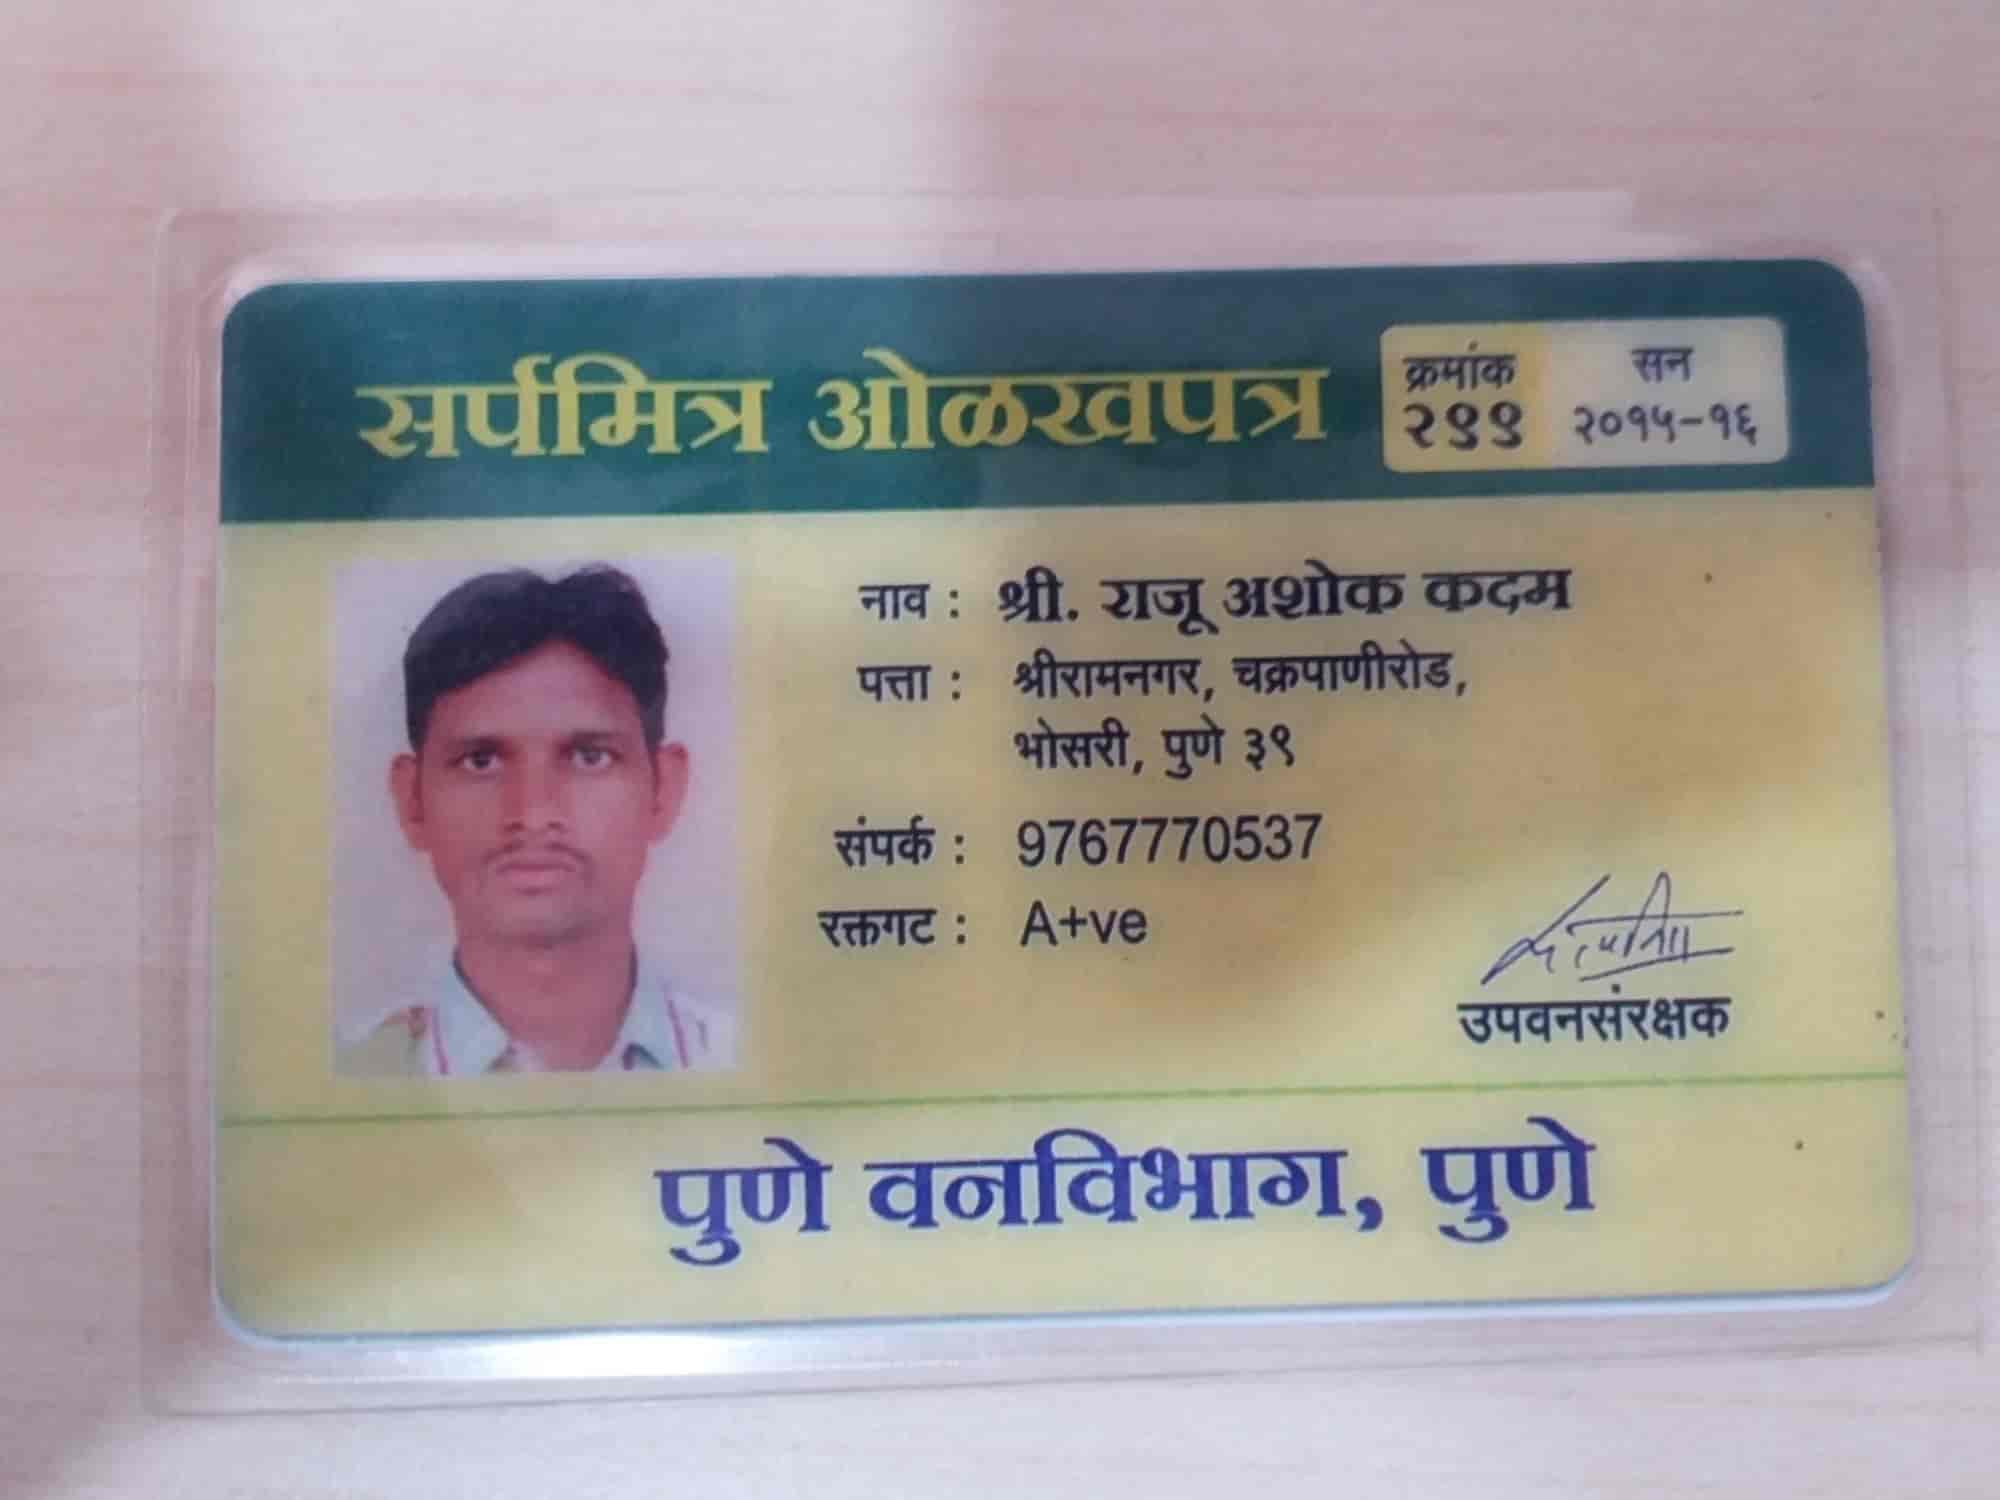 सर्पमित्र ओळखपत्र
क्रमांक सन
२९९ २०१५-१६
नाव : श्री. राजू अशोक कदम
पत्ता : श्रीरामनगर, चक्रपाणीरोड,
भोसरी, पुणे ३९
संपर्क : 9767770537
रक्तगट : A+ve
उपवनसंरक्षक
पुणे वनविभाग, पुणे